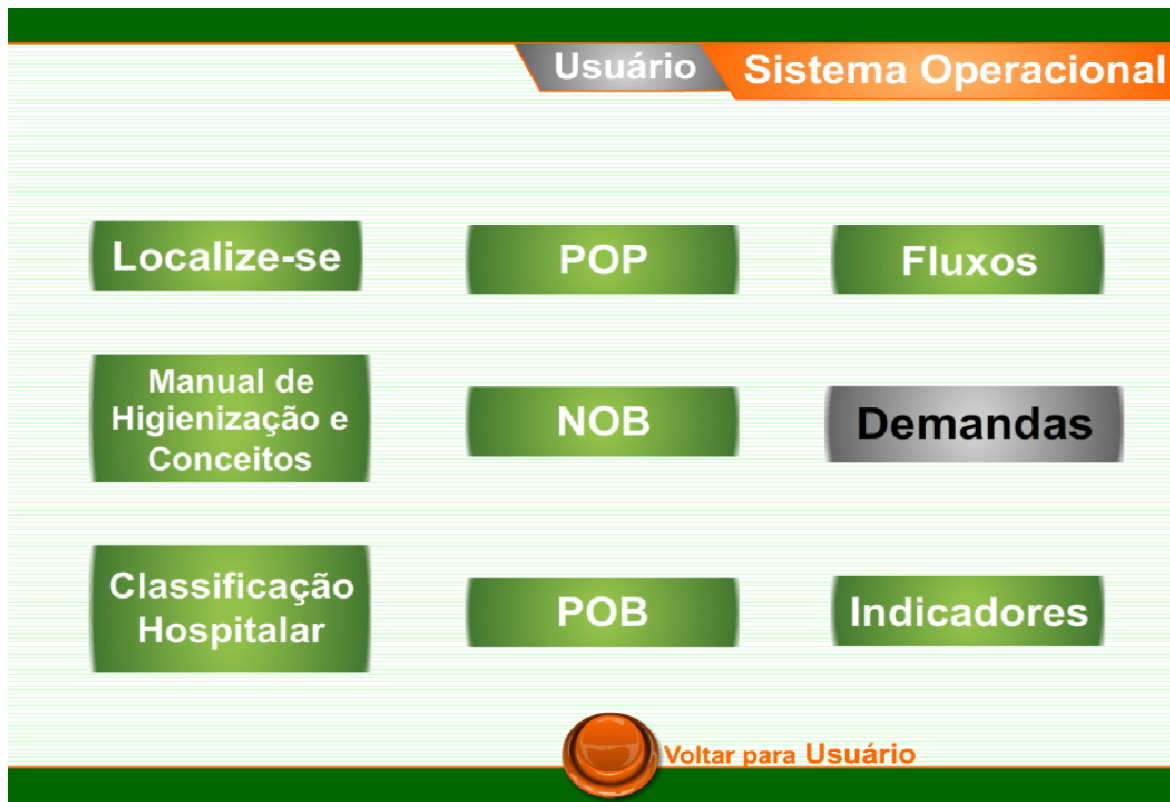 Usuário
Sistema Operacional
Localize-se
POP
Fluxos
Manual de
Higienização e
Conceitos
NOB
Demandas
Classificação
Hospitalar
POB
Indicadores
Voltar para Usuário